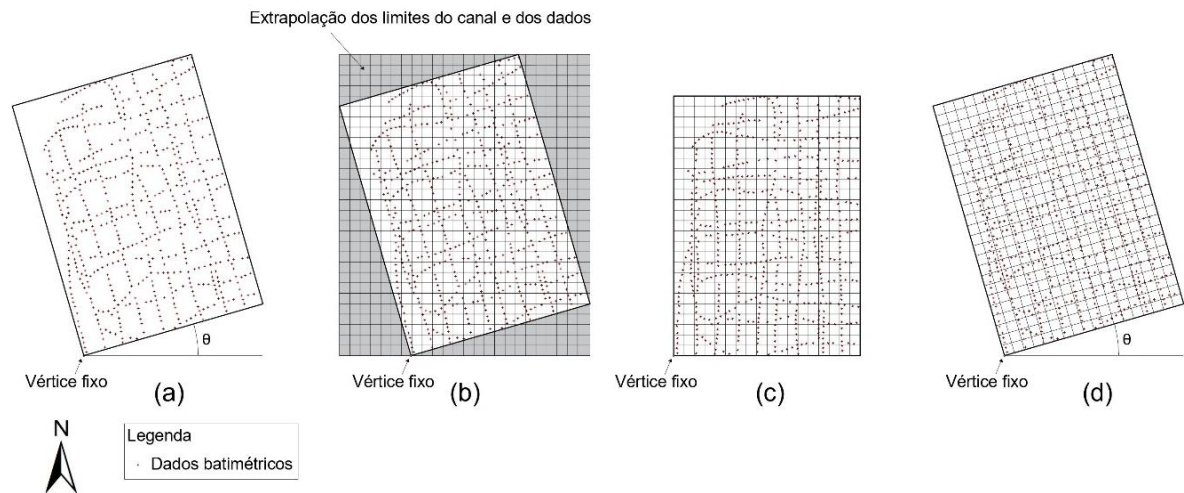 Extrapolação dos limites do canal e dos dados
θ
θ
Vértice fixo
Vértice fixo
Vértice fixo
Vértice fixo
(a)
(b)
(c)
(d)
N
Legenda
Dados batimétricos